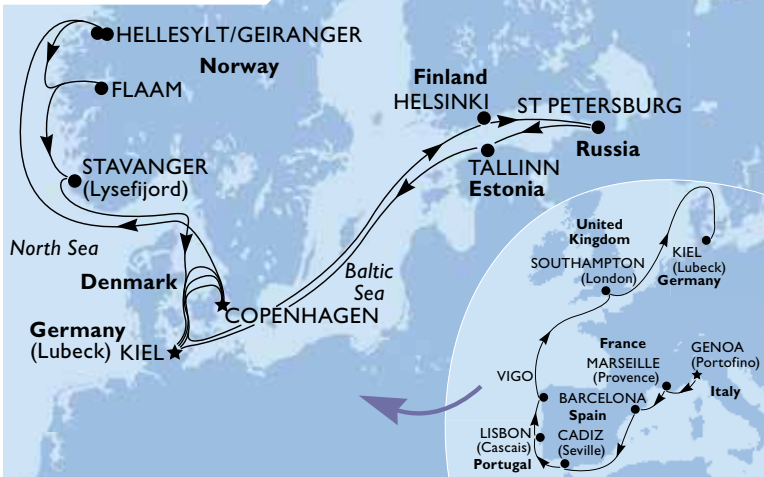 HELLESYLT/GEIRANGER
Norway
FLAAM
STAVANGER
(Lysefijord)
North Sea
Denmark
COPENHAGEN
Germany
(Lubeck) KIEL
Baltic
Sea
Finland
HELSINKI
ST PETERSBURG
Russia
TALLINN
Estonia
United
Kingdom
SOUTHAMPTON
(London)
KIEL
(Lubeck)
Germany
France
MARSEILLE
(Provence)
GENOA
(Portofino)
Italy
VIGO
BARCELONA
Spain
LISBON
(Cascais)
Portugal
CADIZ
(Seville)